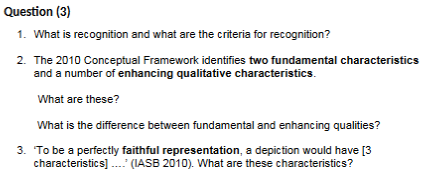 Question (3)
1. What is recognition and what are the criteria for recognition?
2. The 2010 Conceptual Framework identifies two fundamental characteristics
and a number of enhancing qualitative characteristics.
What are these?
What is the difference between fundamental and enhancing qualities?
3. 'To be a perfectly faithful representation, a depiction would have [3
characteristics] ....' (IASB 2010). What are these characteristics?